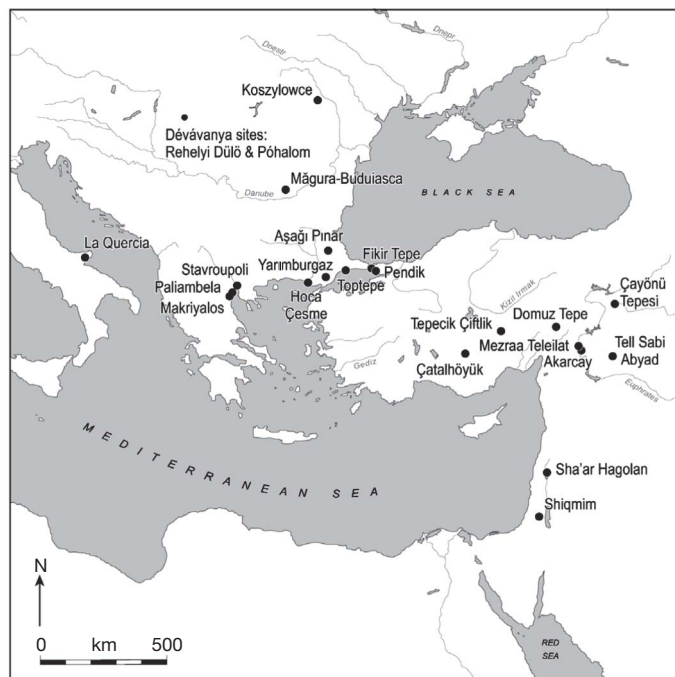 Dnestr
Dnepr
Koszylowce
Dévávanya sites:
Rehelyi Dülö & Póhalom
Măgura-Buduiasca
Danube
BLACK SEA
La Quercia
Aşağı Pınar
Stavroupoli
Yarımburgaz
Fikir Tepe
Paliambela
Pendik
Makriyalos
Hoca
Çesme
Toptepe
Kizil Irmak
Çayönü
Tepesi
Domuz Tepe
Tepecik Çiftlik
Mezraa Teleilat
Tell Sabi
Abyad
Akarcay
Gediz
Çatalhöyük
Euphrates
MEDITERRANEAN SEA
Sha'ar Hagolan
Shiqmim
N
0 km 500
RED
SEA